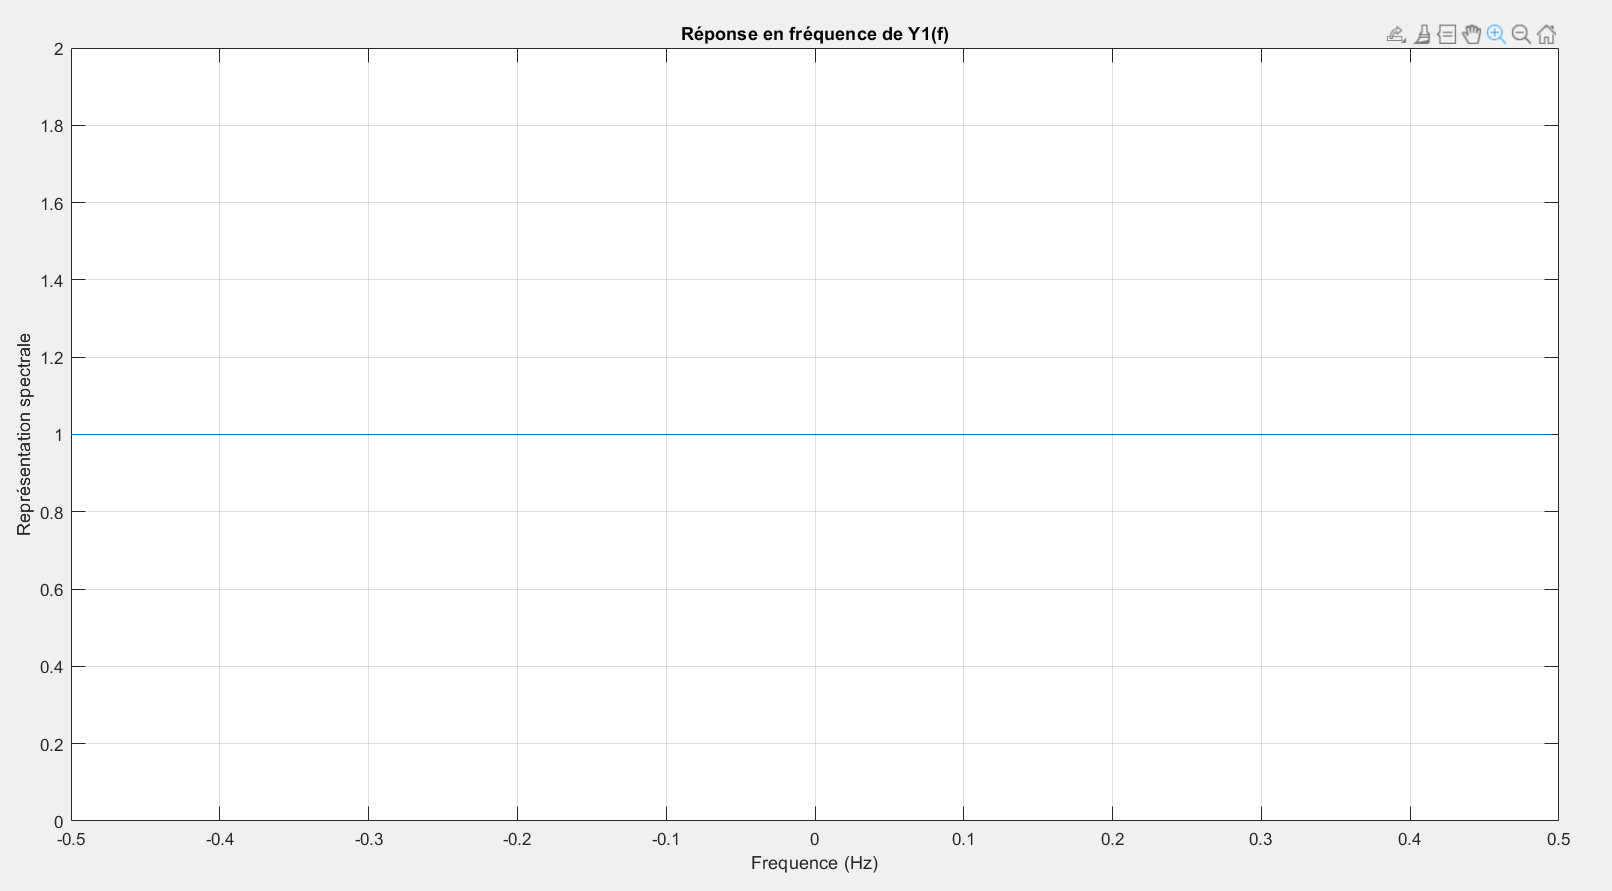 Réponse en fréquence de Y1(f)
2
1.8
1.6
1.4
1.2
1
0.8
0.6
0.4
0.2
0
Représentation spectrale
-0.5 -0.4 -0.3 -0.2 -0.1 0 0.1 0.2 0.3 0.4 0.5
Frequence (Hz)